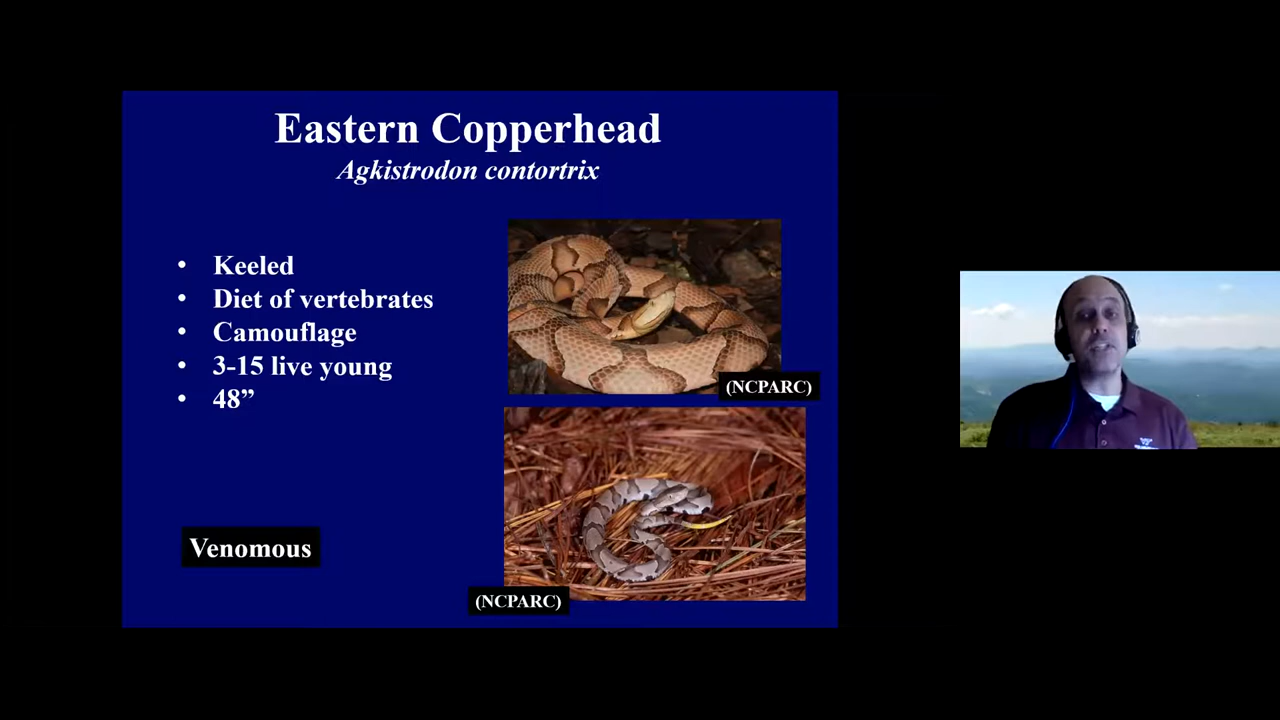 Eastern Copperhead
Agkistrodon contortrix
• Keeled
• Diet of vertebrates
• Camouflage
• 3-15 live young
• 48”
(NCPARC)
Venomous
(NCPARC)